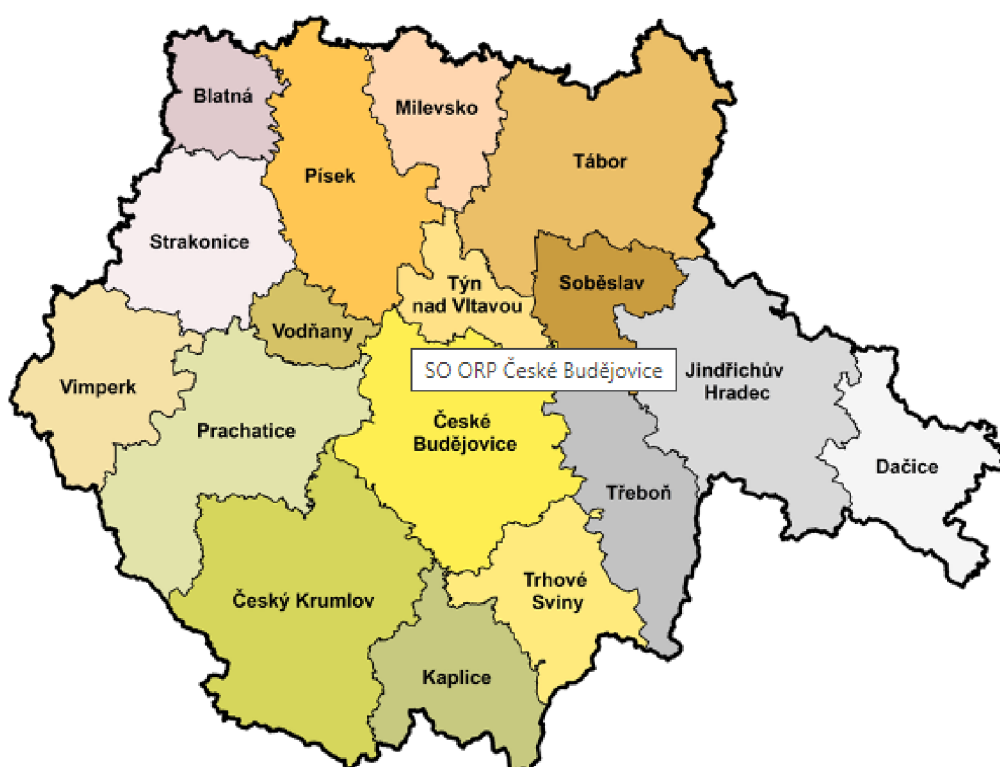 Blatná
Milevsko
Písek
Tábor
Strakonice
Týn
nad Vltavou
Soběslav
Vodňany
SO ORP České Budějovice
Jindřichův
Hradec
Vimperk
Prachatice
České
Budějovice
Dačice
Třeboň
Trhové
Sviny
Český Krumlov
Kaplice